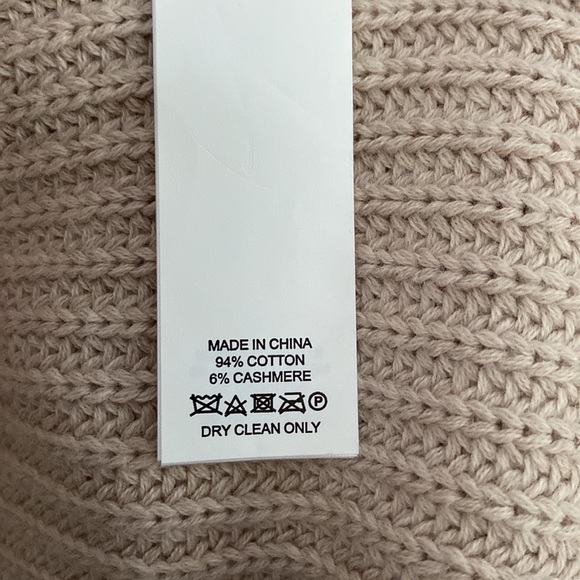 MADE IN CHINA
94% COTTON
6% CASHMERE
P
DRY CLEAN ONLY